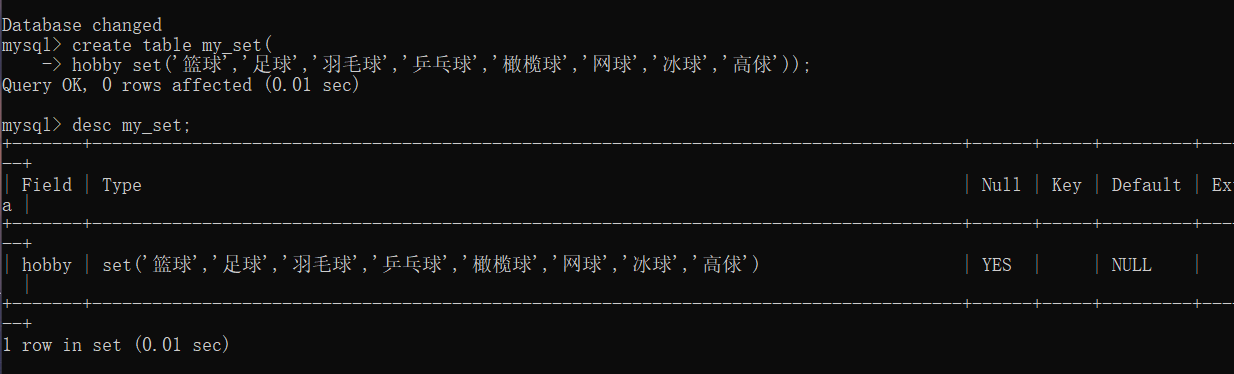 Database changed
mysql> create table my_set(
    -> hobby set('篮球','足球','羽毛球','乒乓球','橄榄球','网球','冰球','高俅'));
Query OK, 0 rows affected (0.01 sec)
mysql> desc my_set;
+-------+---------------------------------------------------------------------------------------+------+-----+---------+----
--+
| Field | Type                                                                                  | Null | Key | Default | Ext
a |
+-------+---------------------------------------------------------------------------------------+------+-----+---------+----
--+
| hobby | set('篮球','足球','羽毛球','乒乓球','橄榄球','网球','冰球','高俅')                    | YES  |     | NULL    |
  |
+-------+---------------------------------------------------------------------------------------+------+-----+---------+----
--+
1 row in set (0.01 sec)